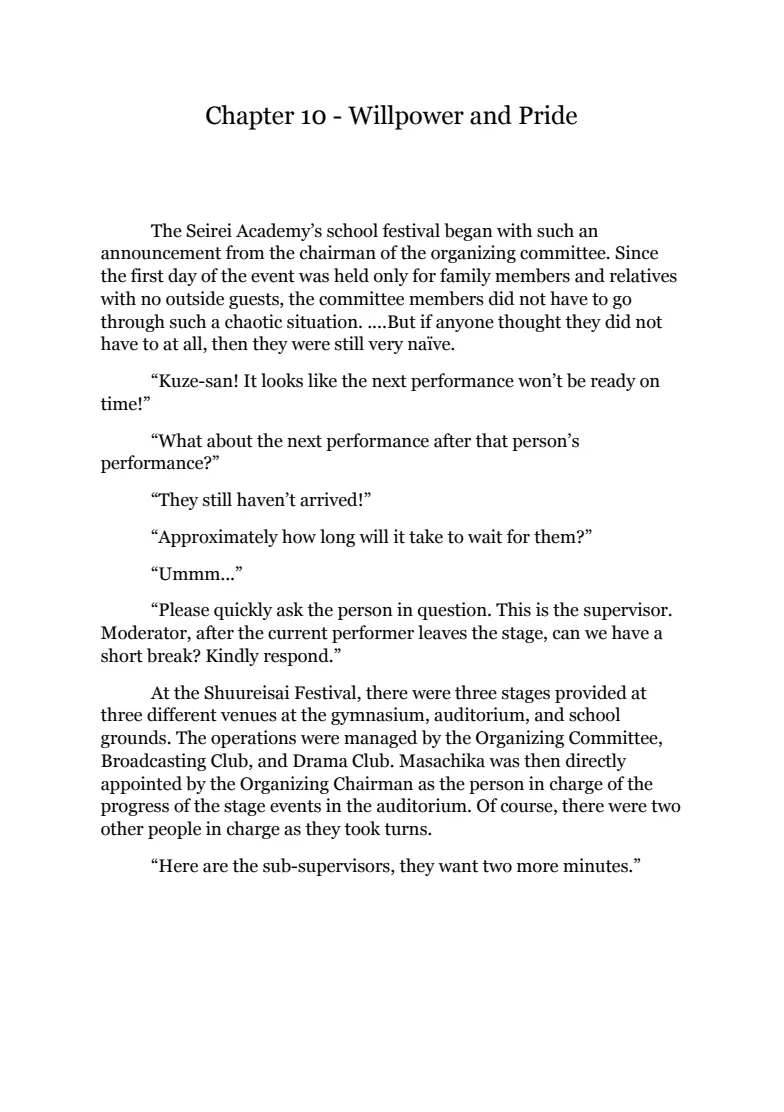 Chapter 10 - Willpower and Pride
The Seirei Academy’s school festival began with such an
announcement from the chairman of the organizing committee. Since
the first day of the event was held only for family members and relatives
with no outside guests, the committee members did not have to go
through such a chaotic situation. ....But if anyone thought they did not
have to at all, then they were still very naïve.
“Kuze-san! It looks like the next performance won’t be ready on
time!”
“What about the next performance after that person’s
performance?”
“They still haven’t arrived!”
“Approximately how long will it take to wait for them?”
“Ummm...”
“Please quickly ask the person in question. This is the supervisor.
Moderator, after the current performer leaves the stage, can we have a
short break? Kindly respond.”
At the Shuureisai Festival, there were three stages provided at
three different venues at the gymnasium, auditorium, and school
grounds. The operations were managed by the Organizing Committee,
Broadcasting Club, and Drama Club. Masachika was then directly
appointed by the Organizing Chairman as the person in charge of the
progress of the stage events in the auditorium. Of course, there were two
other people in charge as they took turns.
“Here are the sub-supervisors, they want two more minutes.”